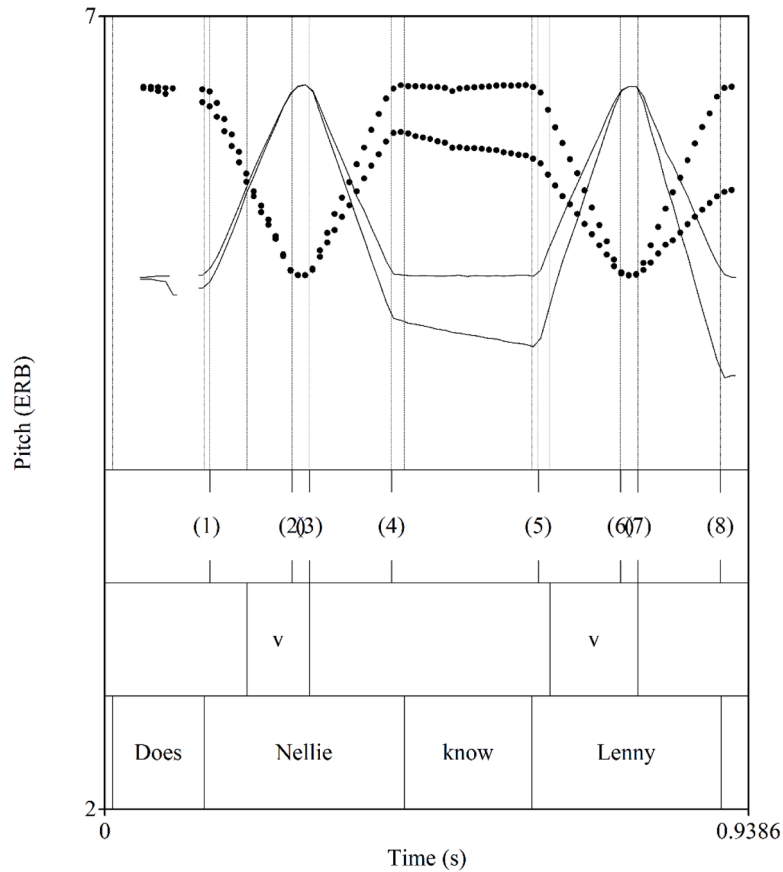 7
Pitch (ERB)
(1) (2) (3) (4) (5) (6) (7) (8)
v v
Does Nellie know Lenny
2
0 0.9386
Time (s)